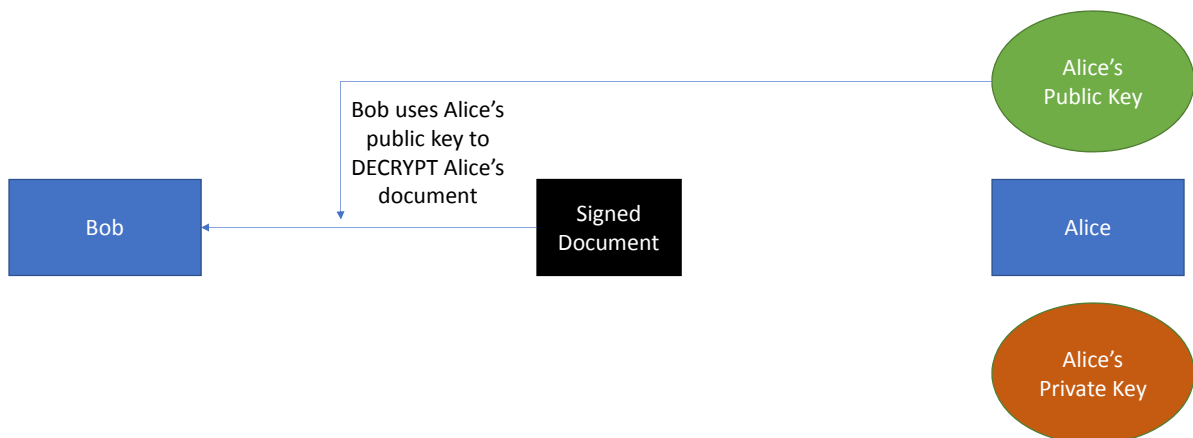 Alice’s
Public Key
Bob uses Alice’s
public key to
DECRYPT Alice’s
document
Bob
Signed
Document
Alice
Alice’s
Private Key